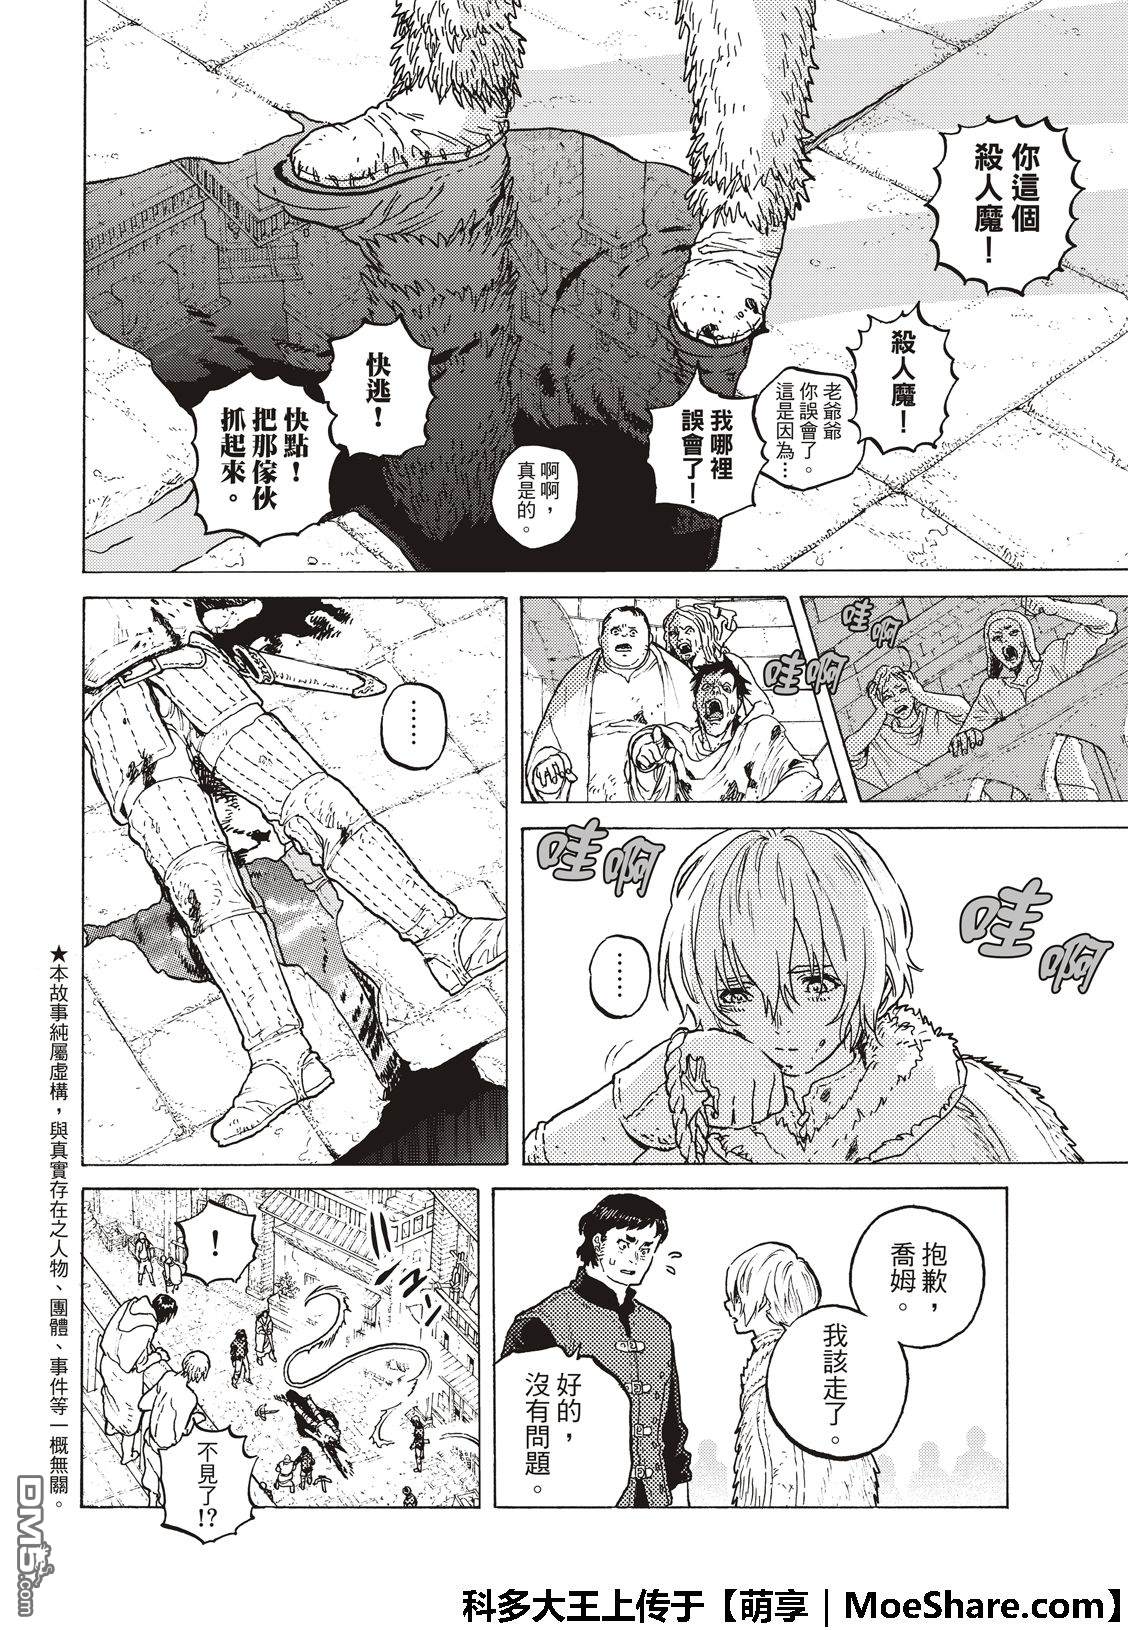 你這個
殺人魔！
殺人魔！
老爺爺
你誤會了。
這是因為…
我哪裡
誤會了！
啊啊，
真是的。
快逃！
快點！
把那傢伙
抓起來。
哇啊
哇啊
……
哇啊
哇啊
……
抱歉，
喬姆。
我該走了。
好的，
沒有問題。
！
不見了!?
★本故事純屬虛構，與真實存在之人物、團體、事件等一概無關。
DM5.com
科多大王上传于【萌享｜MoeShare.com】